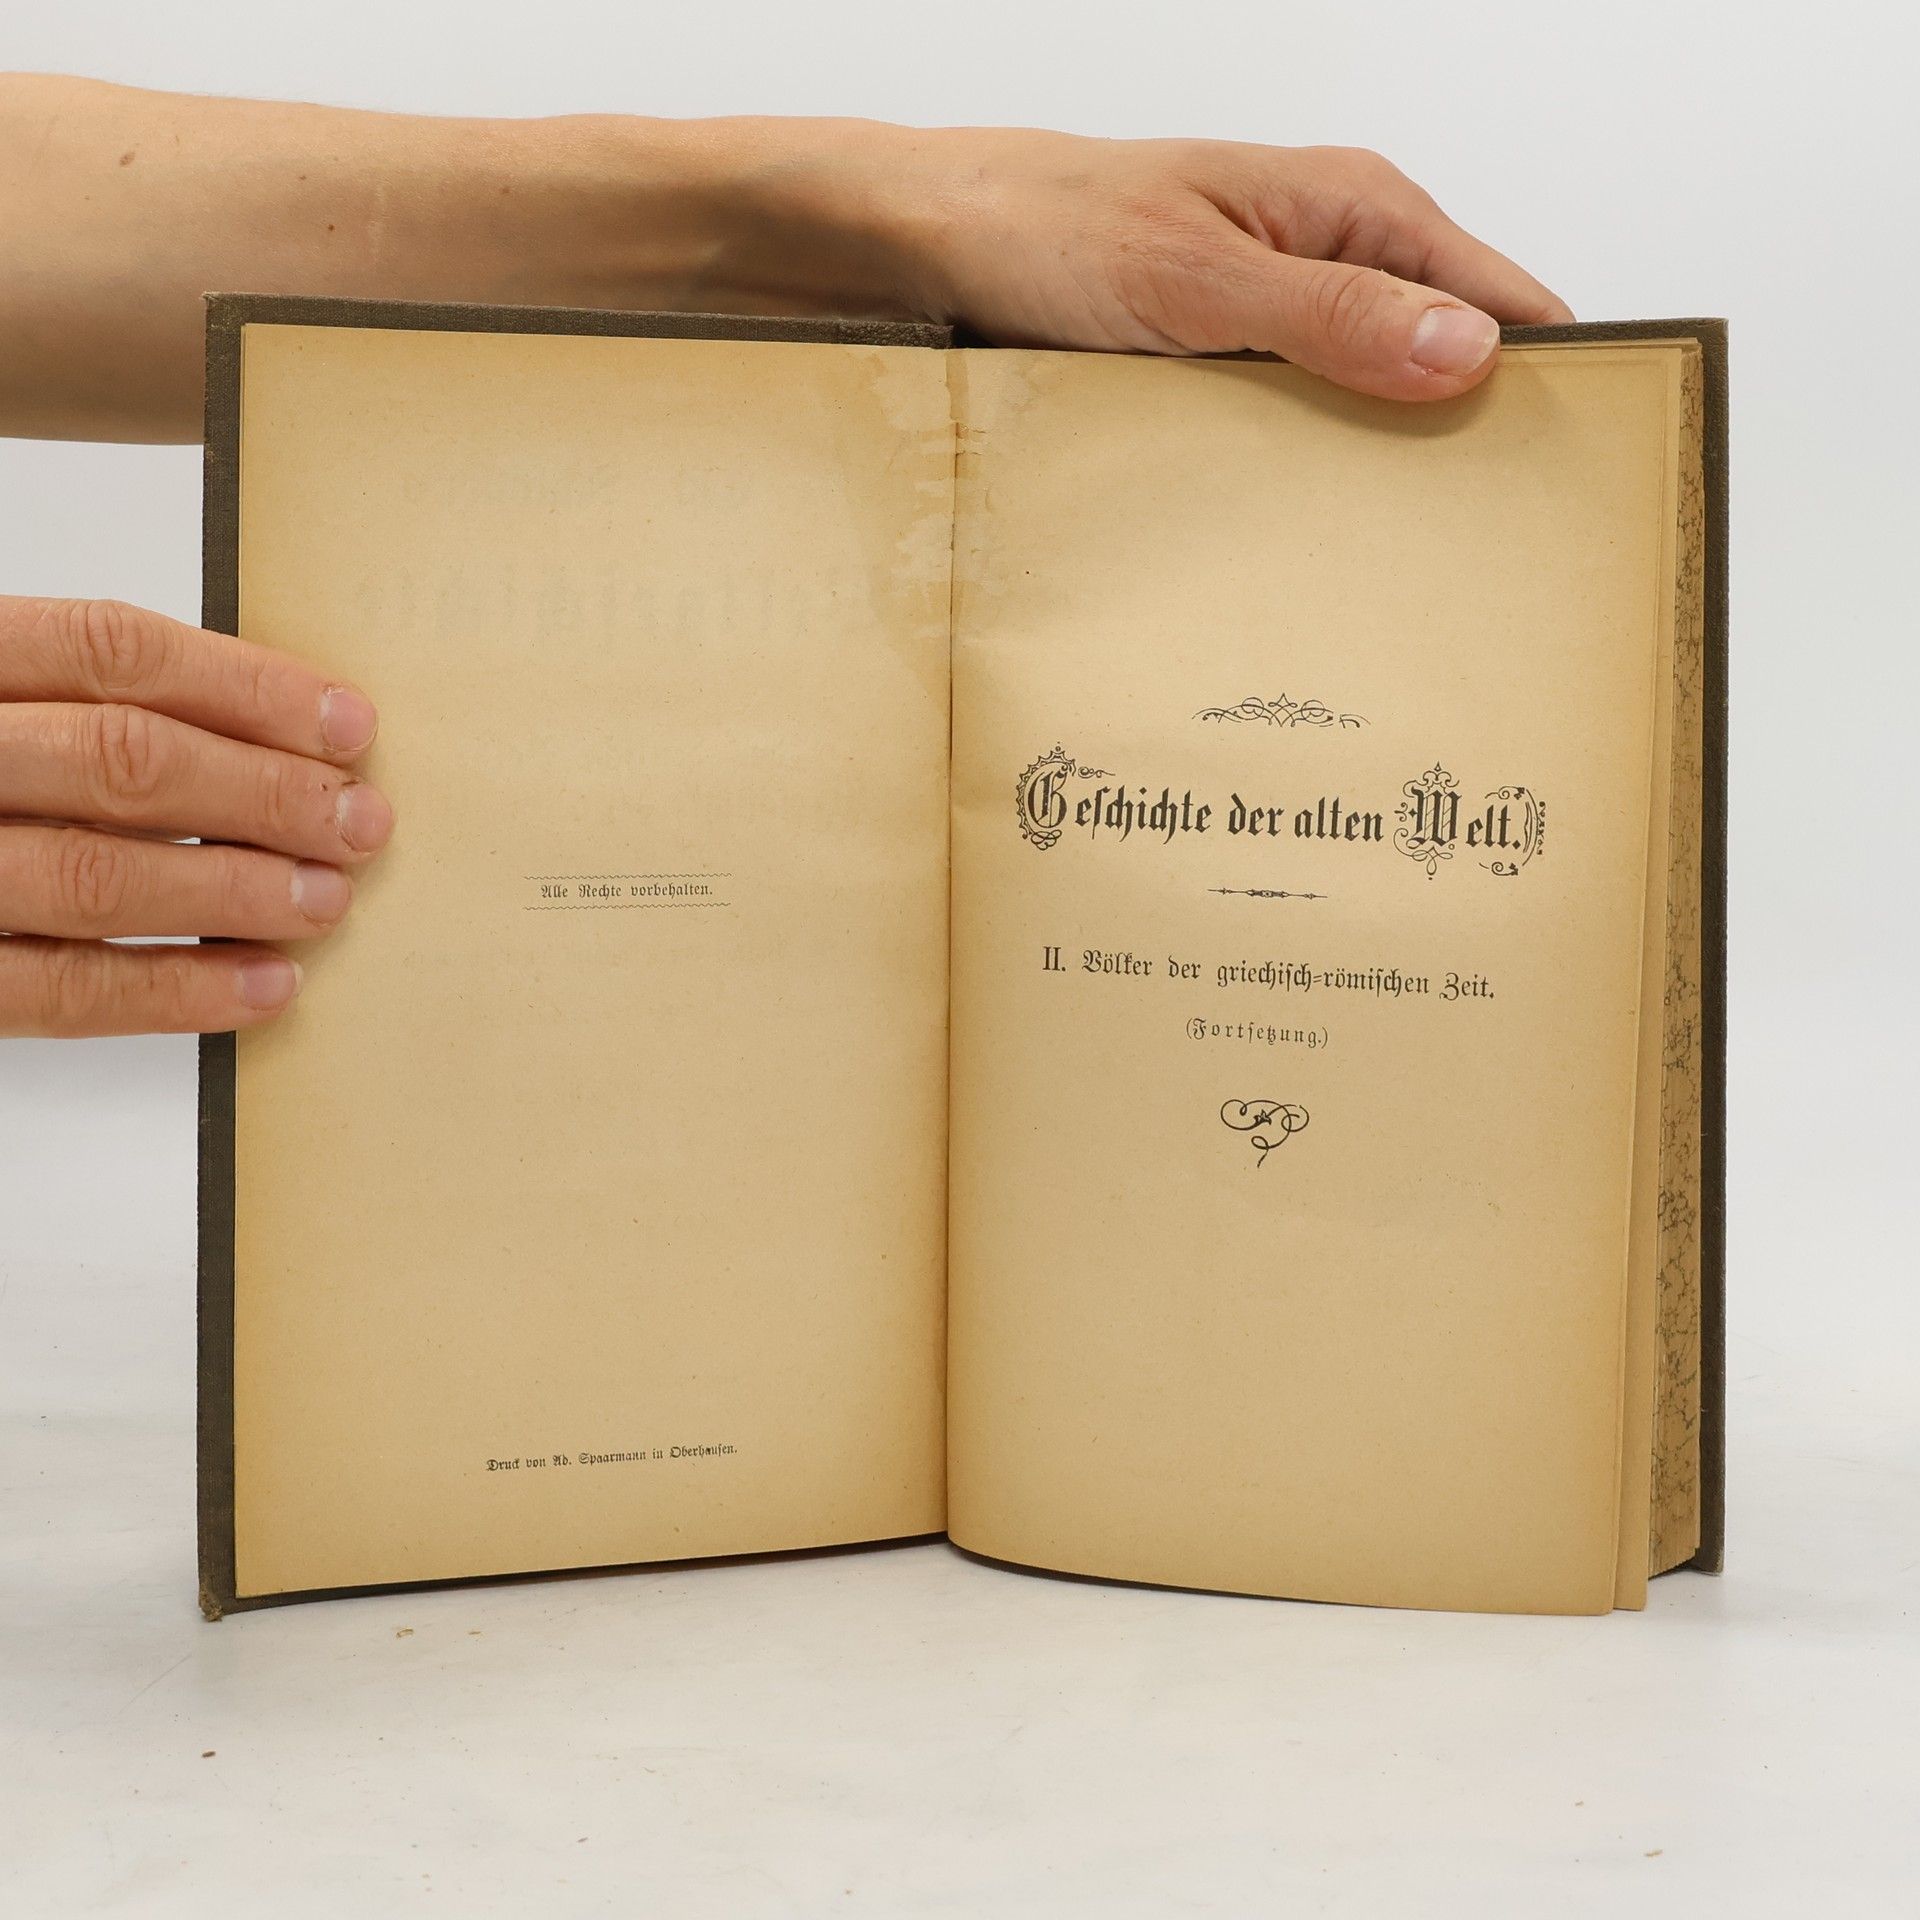 Alle Rechte vorbehalten.
Druck von Ad. Spaarmann in Oberhausen.
Geſchichte der alten Welt.
II. Völker der griechiſch=römiſchen Zeit.
(Fortſetzung.)